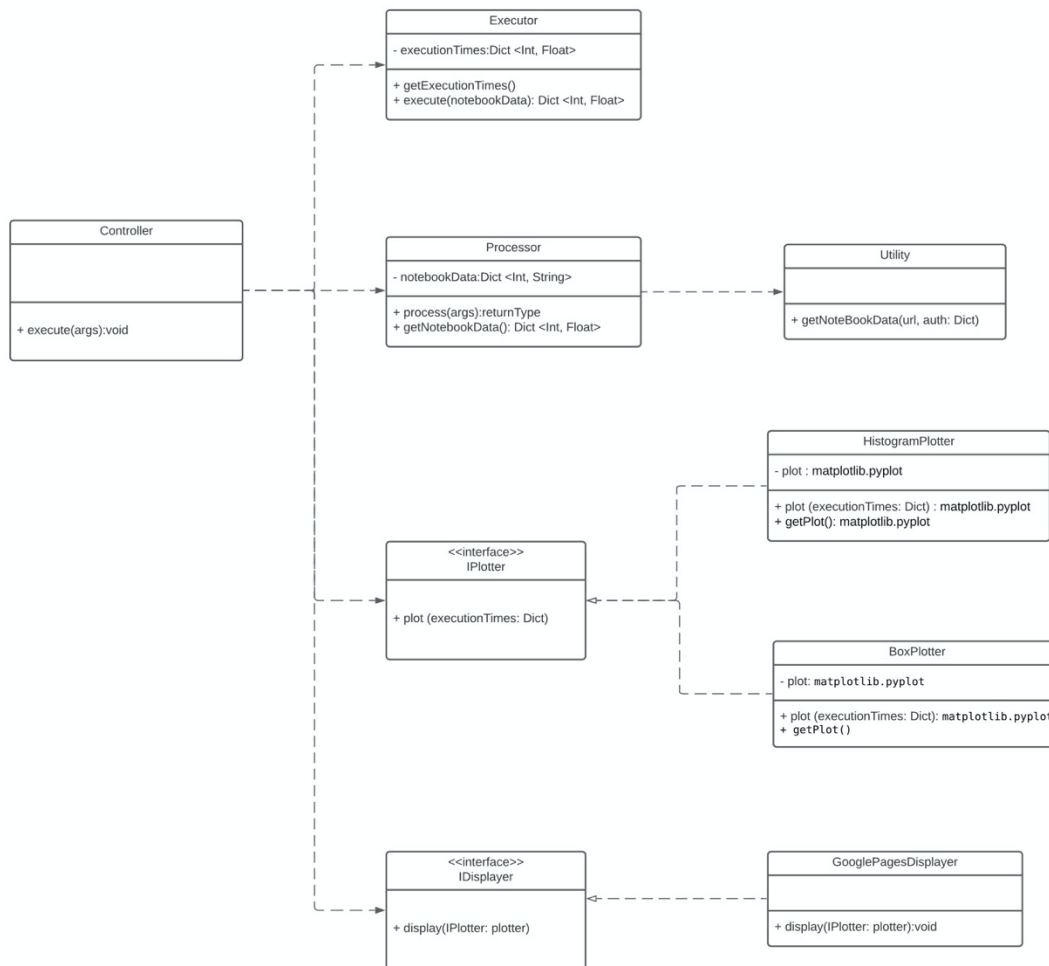 Executor
- executionTimes:Dict <Int, Float>
+ getExecutionTimes()
+ execute(notebookData): Dict <Int, Float>
Controller
+ execute(args):void
Processor
- notebookData:Dict <Int, String>
+ process(args):returnType
+ getNotebookData(): Dict <Int, Float>
Utility
+ getNoteBookData(url, auth: Dict)
HistogramPlotter
- plot : matplotlib.pyplot
+ plot (executionTimes: Dict) : matplotlib.pyplot
+ getPlot(): matplotlib.pyplot
<<interface>>
IPlotter
+ plot (executionTimes: Dict)
BoxPlotter
- plot: matplotlib.pyplot
+ plot (executionTimes: Dict): matplotlib.pyplot
+ getPlot()
<<interface>>
IDisplayer
+ display(IPlotter: plotter)
GooglePagesDisplayer
+ display(IPlotter: plotter):void